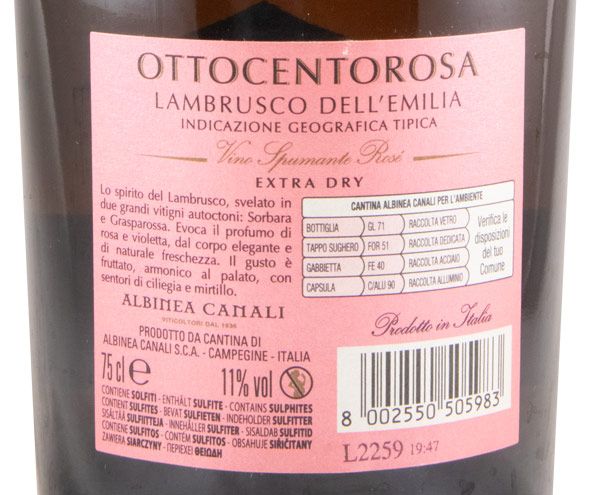 OTTOCENTOROSA
LAMBRUSCO DELL'EMILIA
INDICAZIONE GEOGRAFICA TIPICA
Vino Spumante Rosé
EXTRA DRY
Lo spirito del Lambrusco, svelato in
due grandi vitigni autoctoni: Sorbara
e Grasparossa. Evoca il profumo di
rosa e violetta, dal corpo elegante e
di naturale freschezza. Il gusto è
fruttato, armonico al palato, con
sentori di ciliegia e mirtillo.
ALBINEA CANALI
VITICOLTORI DAL 1936
PRODOTTO DA CANTINA DI
ALBINEA CANALI S.C.A. - CAMPEGINE - ITALIA
75 cl e 11% vol
CONTIENE SOLFITI - ENTHÄLT SULFITE - CONTAINS SULPHITES
CONTIENT SULFITES - BEVAT SULFIETEN - INDEHOLDER SULFITTER
SISÄLTÄÄ SULFIITTEJA - INNEHÅLLER SULFITER - SISALDAB SULFITID
CONTIENE SULFITOS - CONTÉM SULFITOS - OBSAHUJE SIŘIČITANY
ZAWIERA SIARCZYNY - ΠΕΡΙΕΧΕΙ ΘΕΙΩΔΗ
CANTINA ALBINEA CANALI PER L'AMBIENTE
BOTTIGLIA GL 71 RACCOLTA VETRO
TAPPO SUGHERO FOR 51 RACCOLTA DEDICATA
GABBIETTA FE 40 RACCOLTA ACCIAIO
CAPSULA C/ALU 90 RACCOLTA ALLUMINIO
Verifica le
disposizioni
del tuo
Comune
Prodotto in Italia
8 002550 505983
L2259 19:47